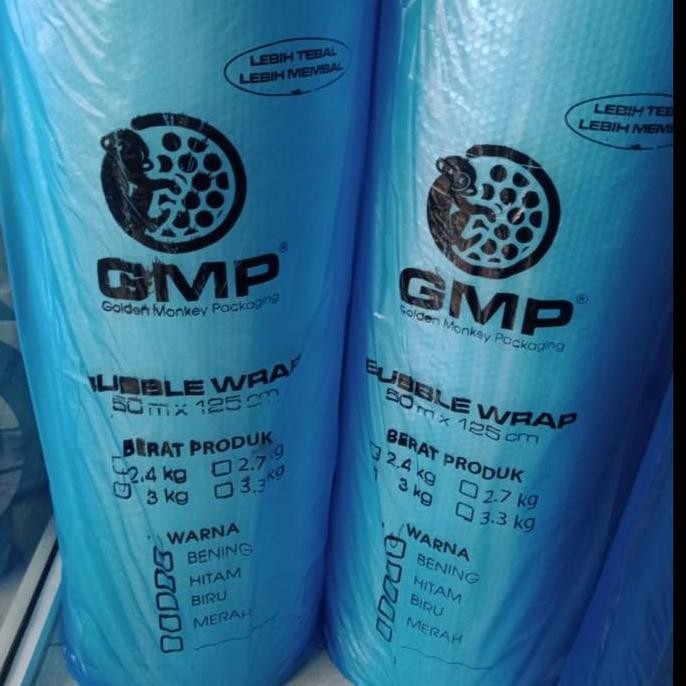 LEBIH TEBAL
LEBIH MEMBAL
GMP®
Golden Monkey Packaging
BUBBLE WRAP
50 m x 125 cm
BERAT PRODUK
2.4 kg 2.7 kg
3 kg 3.3 kg
WARNA
BENING
HITAM
BIRU
MERAH
LEBIH TEB
LEBIH MEM
GMP®
Golden Monkey Packaging
BUBBLE WRAP
50 m x 125 cm
BERAT PRODUK
2.4 kg 2.7 kg
3 kg 3.3 kg
WARNA
BENING
HITAM
BIRU
MERAH